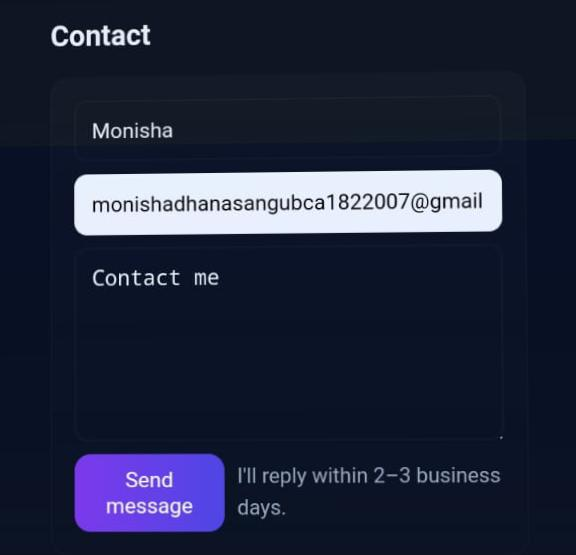 Contact
Monisha
monishadhanasangubca1822007@gmail
Contact me
Send
message
I'll reply within 2–3 business
days.